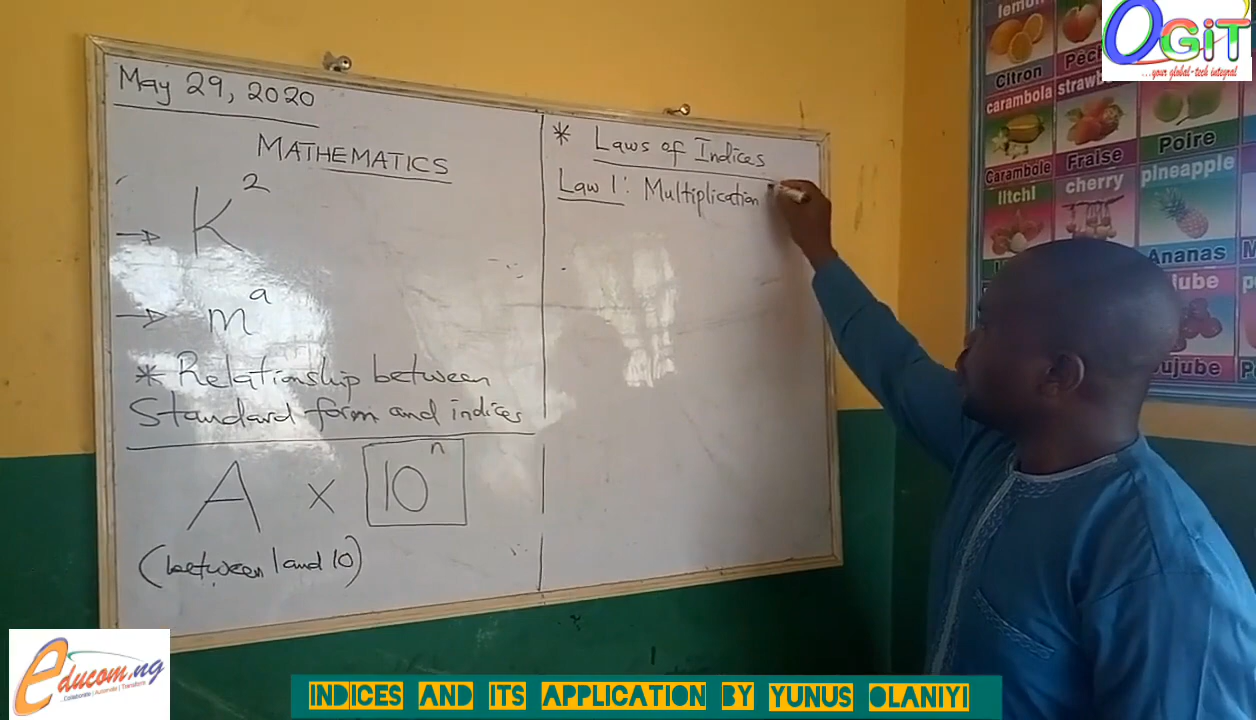 May 29, 2020
MATHEMATICS
→ K²
→ mᵃ
* Relationship between
Standard form and indices
A × 10ⁿ
(between 1 and 10)
* Laws of Indices
Law 1: Multiplication
lemon
Citron
Pêch
carambola
strawb
Carambole
Fraise
Poire
litchi
cherry
pineapple
Ananas
jube
Jujube
OGiT
...your global-tech integral
educom.ng
Collaborate | Automate | Transform
INDICES AND ITS APPLICATION BY YUNUS OLANIYI